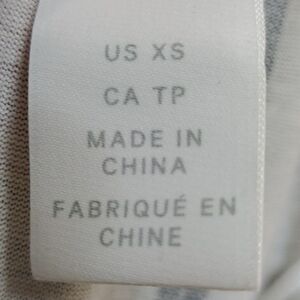 US XS
CA TP
MADE IN
CHINA
FABRIQUÉ EN
CHINE